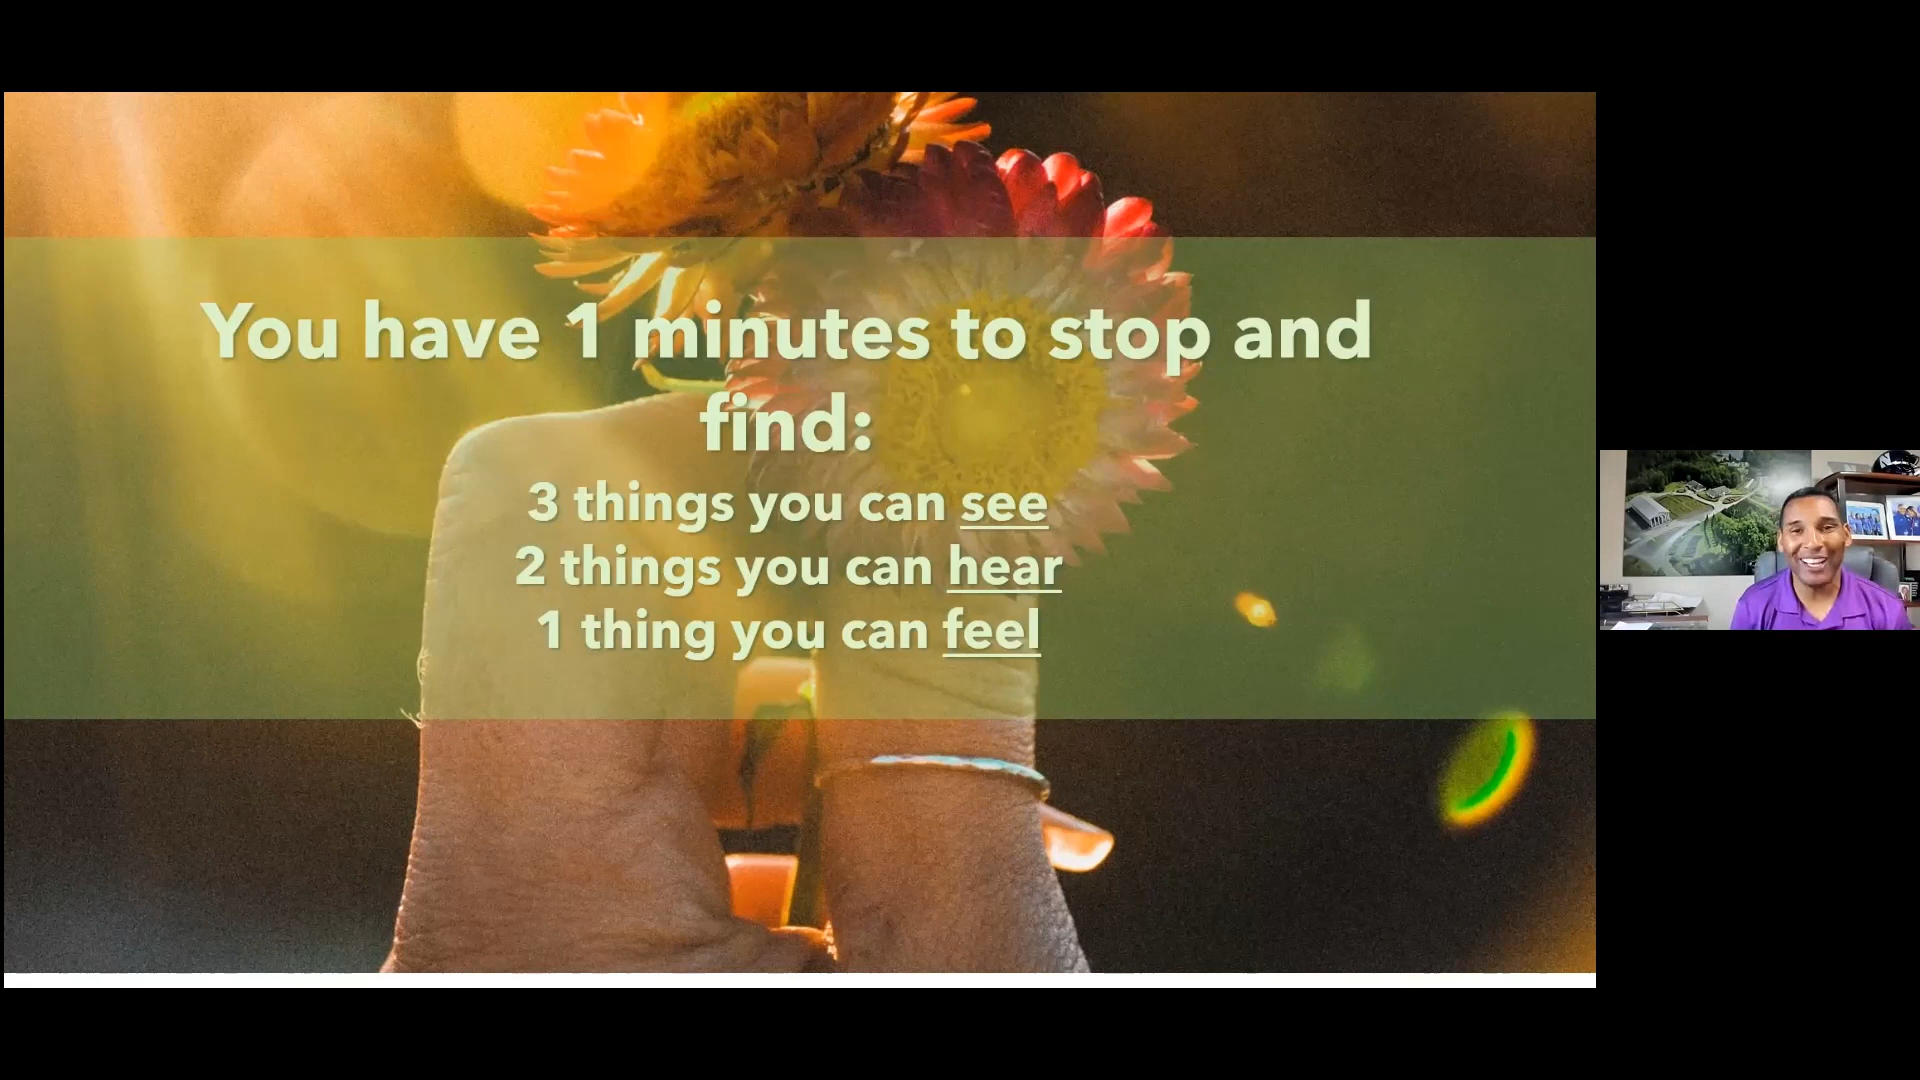 You have 1 minutes to stop and
find:
3 things you can see
2 things you can hear
1 thing you can feel